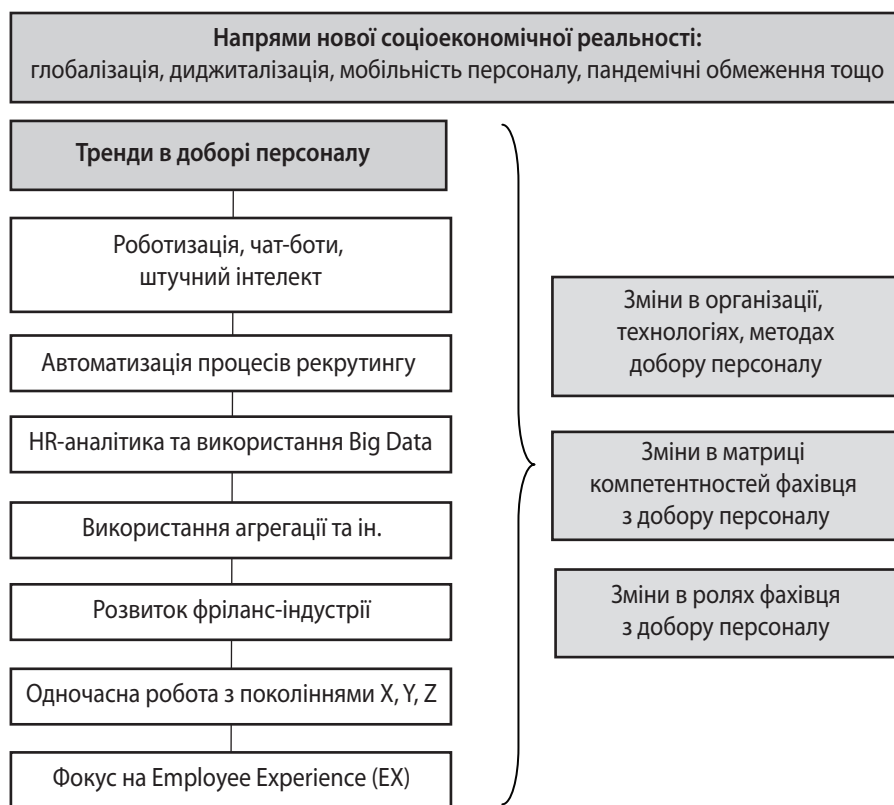 Напрями нової соціоекономічної реальності:
глобалізація, диджиталізація, мобільність персоналу, пандемічні обмеження тощо
Тренди в доборі персоналу
Роботизація, чат-боти,
штучний інтелект
Автоматизація процесів рекрутингу
HR-аналітика та використання Big Data
Використання агрегації та ін.
Розвиток фріланс-індустрії
Одночасна робота з поколіннями X, Y, Z
Фокус на Employee Experience (EX)
Зміни в організації,
технологіях, методах
добору персоналу
Зміни в матриці
компетентностей фахівця
з добору персоналу
Зміни в ролях фахівця
з добору персоналу